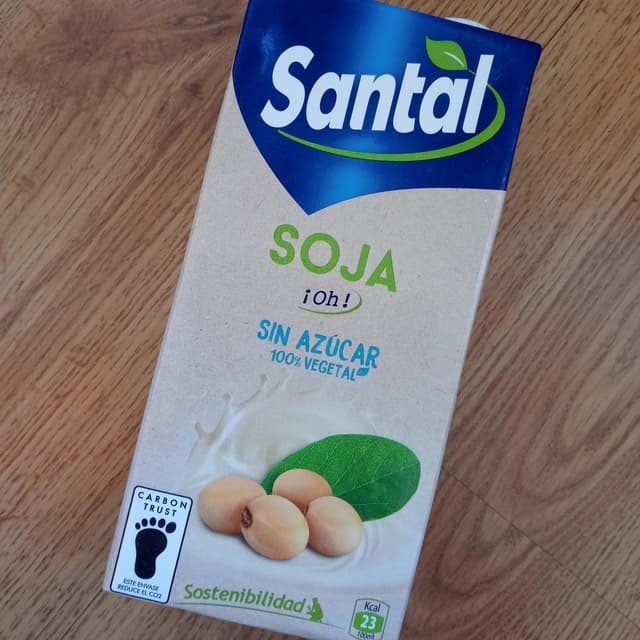 Santal
SOJA
¡Oh!
SIN AZÚCAR
100% VEGETAL
CARBON
TRUST
ESTE ENVASE
REDUCE EL CO2
Sostenibilidad
Kcal
23
100ml